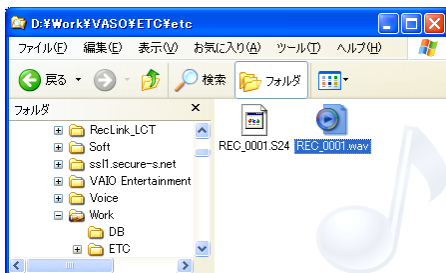 D:¥Work¥VASO¥ETC¥etc
ファイル(F) 編集(E) 表示(V) お気に入り(A) ツール(T) ヘルプ(H)
戻る 検索 フォルダ
フォルダ
RecLink_LCT
Soft
ssl1.secure-s.net
VAIO Entertainment
Voice
Work
DB
ETC
REC_0001.S24 REC_0001.wav